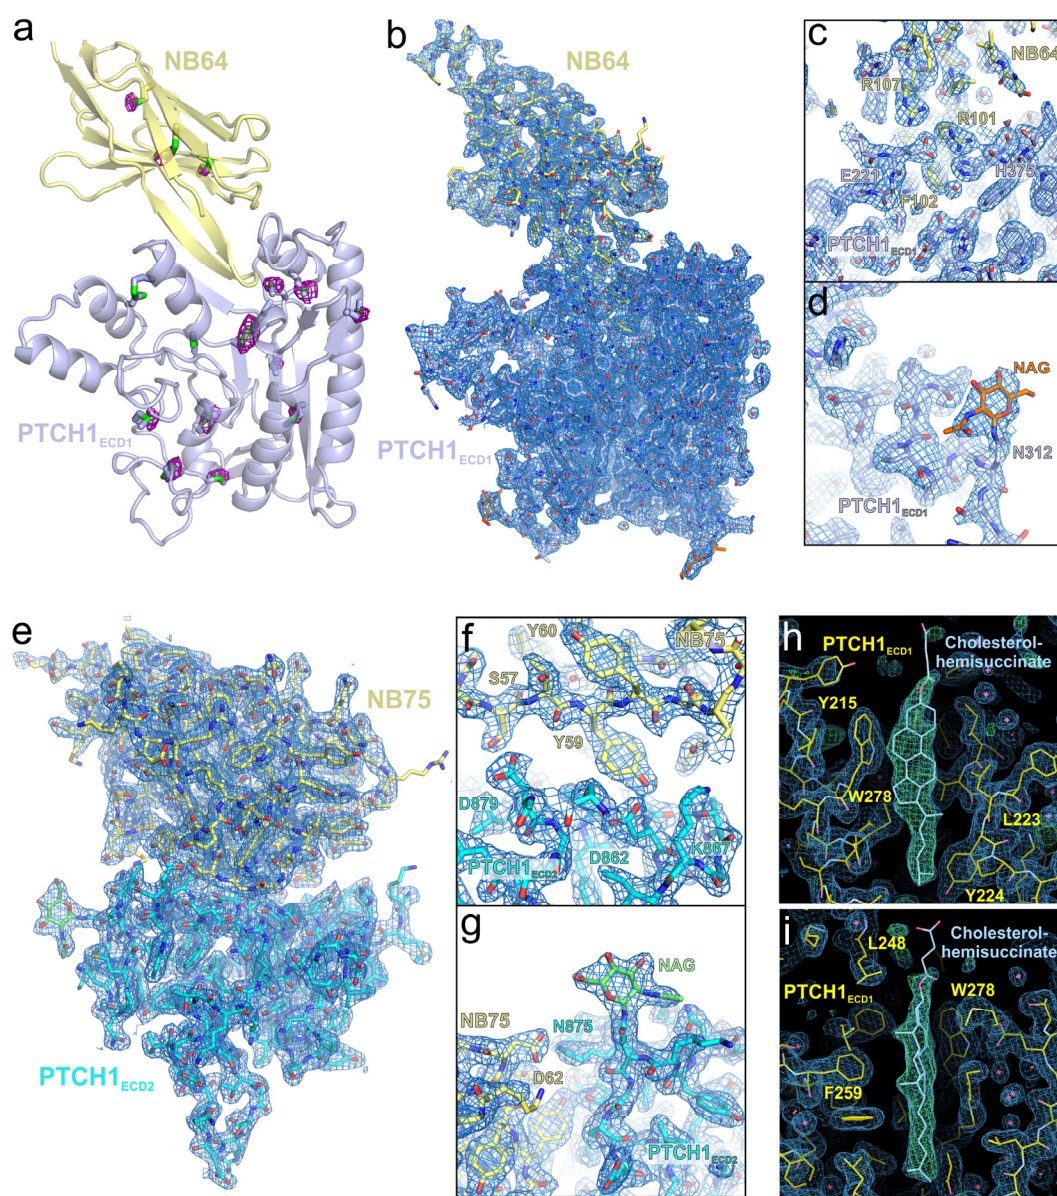 a
NB64
PTCH1ECD1
b
NB64
PTCH1ECD1
c
NB64
R107
R101
E221
H375
F102
PTCH1ECD1
d
NAG
N312
PTCH1ECD1
e
NB75
PTCH1ECD2
f
Y60
NB75
S57
Y59
D879
K867
D862
PTCH1ECD2
g
NAG
NB75
N875
D62
PTCH1ECD2
h
PTCH1ECD1
Cholesterol-
hemisuccinate
Y215
W278
L223
Y224
i
L248
Cholesterol-
hemisuccinate
PTCH1ECD1
W278
F259